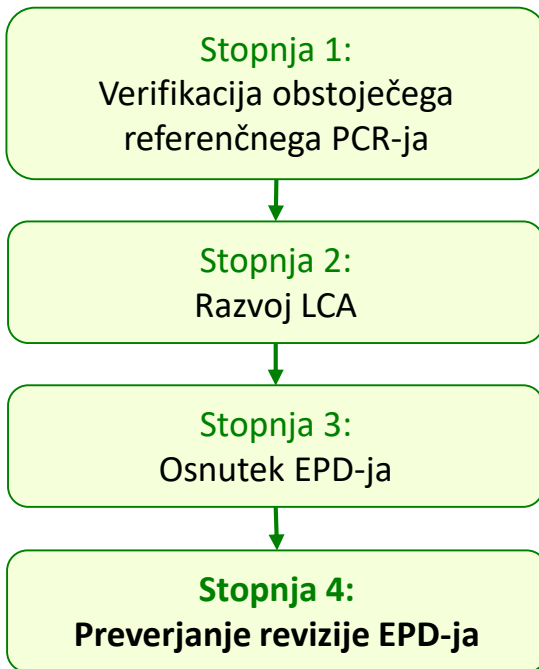 Stopnja 1:
Verifikacija obstoječega
referenčnega PCR-ja
Stopnja 2:
Razvoj LCA
Stopnja 3:
Osnutek EPD-ja
Stopnja 4:
Preverjanje revizije EPD-ja